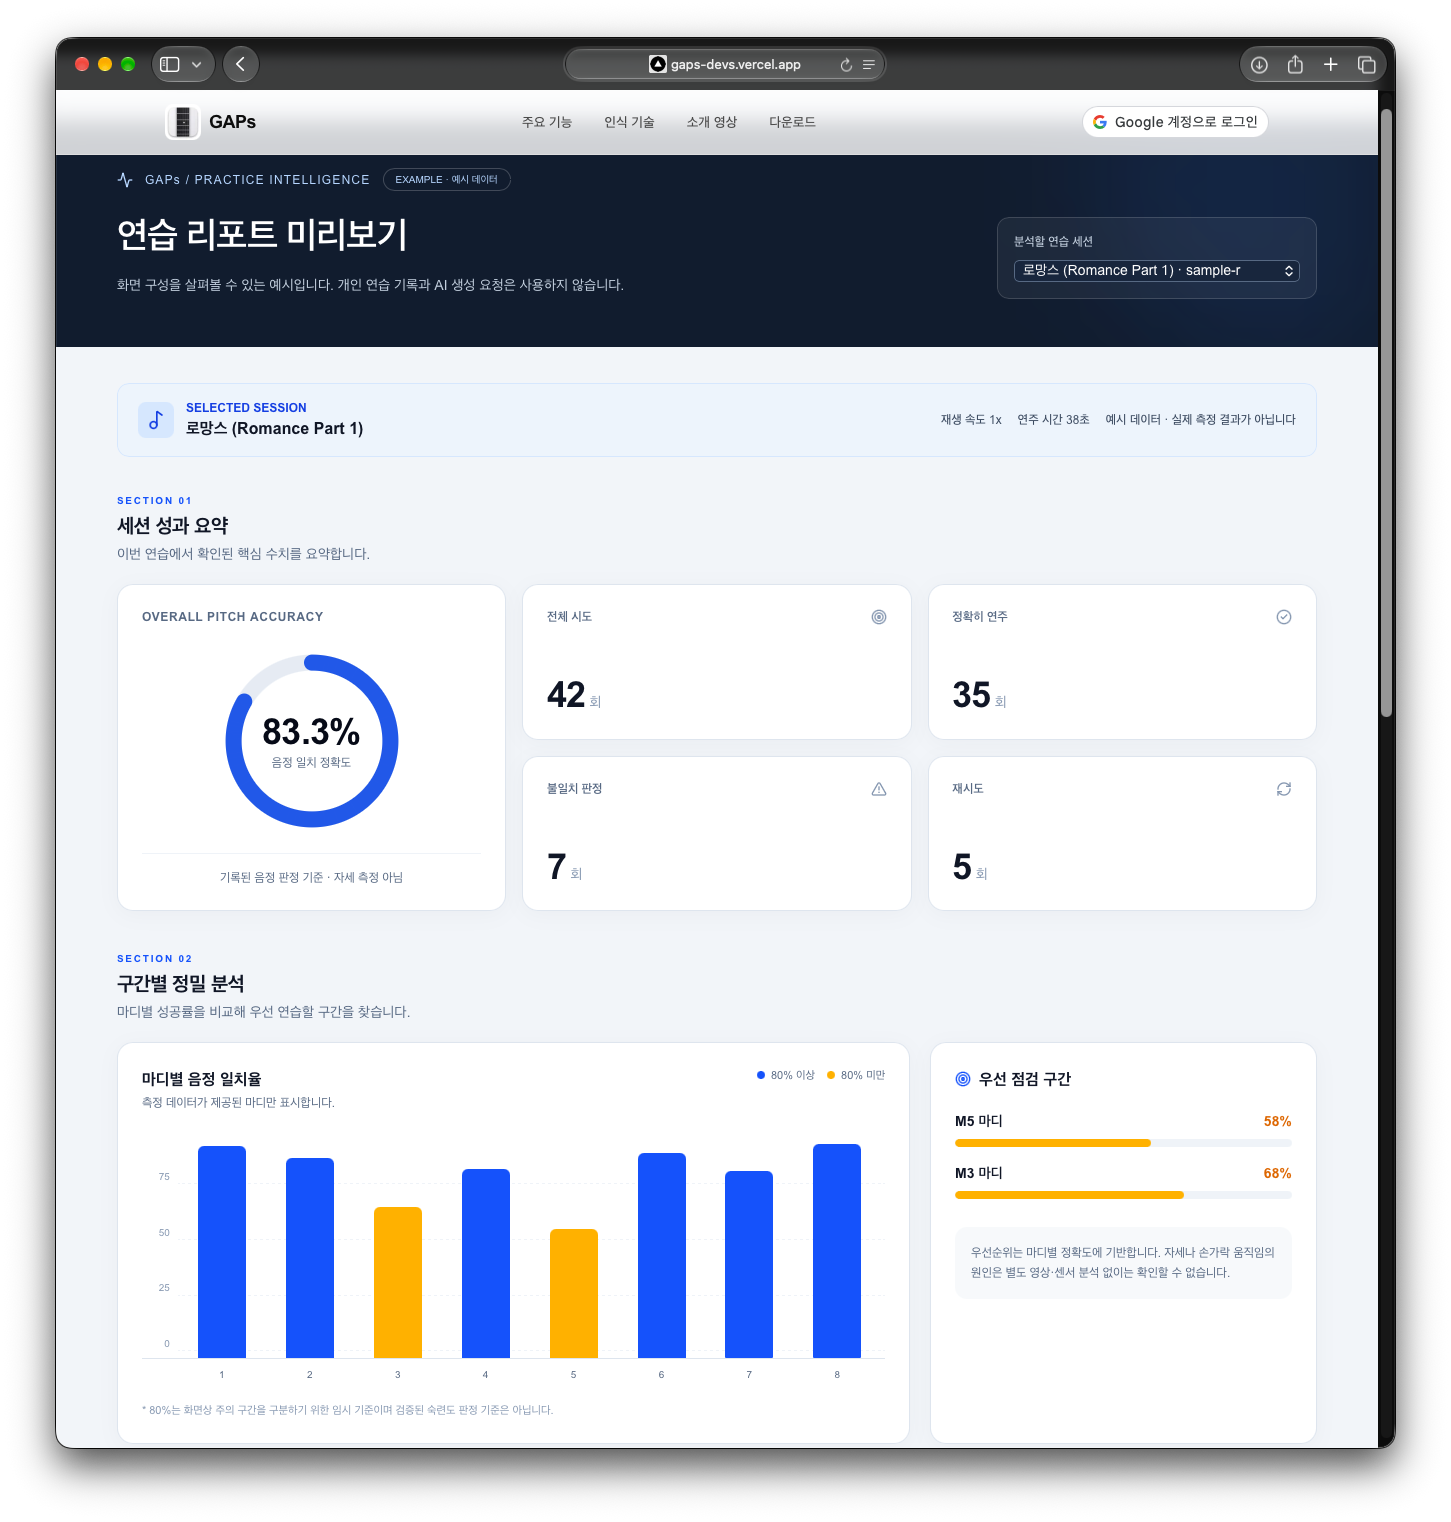 gaps-devs.vercel.app
GAPs
주요 기능
인식 기술
소개 영상
다운로드
Google 계정으로 로그인
GAPs / PRACTICE INTELLIGENCE
EXAMPLE · 예시 데이터
연습 리포트 미리보기
화면 구성을 살펴볼 수 있는 예시입니다. 개인 연습 기록과 AI 생성 요청은 사용하지 않습니다.
분석할 연습 세션
로망스 (Romance Part 1) · sample-r
SELECTED SESSION
로망스 (Romance Part 1)
재생 속도 1x
연주 시간 38초
예시 데이터 · 실제 측정 결과가 아닙니다
SECTION 01
세션 성과 요약
이번 연습에서 확인된 핵심 수치를 요약합니다.
OVERALL PITCH ACCURACY
83.3%
음정 일치 정확도
기록된 음정 판정 기준 · 자세 측정 아님
전체 시도
42 회
정확히 연주
35 회
불일치 판정
7 회
재시도
5 회
SECTION 02
구간별 정밀 분석
마디별 성공률을 비교해 우선 연습할 구간을 찾습니다.
마디별 음정 일치율
측정 데이터가 제공된 마디만 표시합니다.
80% 이상
80% 미만
75
50
25
0
1 2 3 4 5 6 7 8
* 80%는 화면상 주의 구간을 구분하기 위한 임시 기준이며 검증된 숙련도 판정 기준은 아닙니다.
우선 점검 구간
M5 마디 58%
M3 마디 68%
우선순위는 마디별 정확도에 기반합니다. 자세나 손가락 움직임의
원인은 별도 영상·센서 분석 없이는 확인할 수 없습니다.